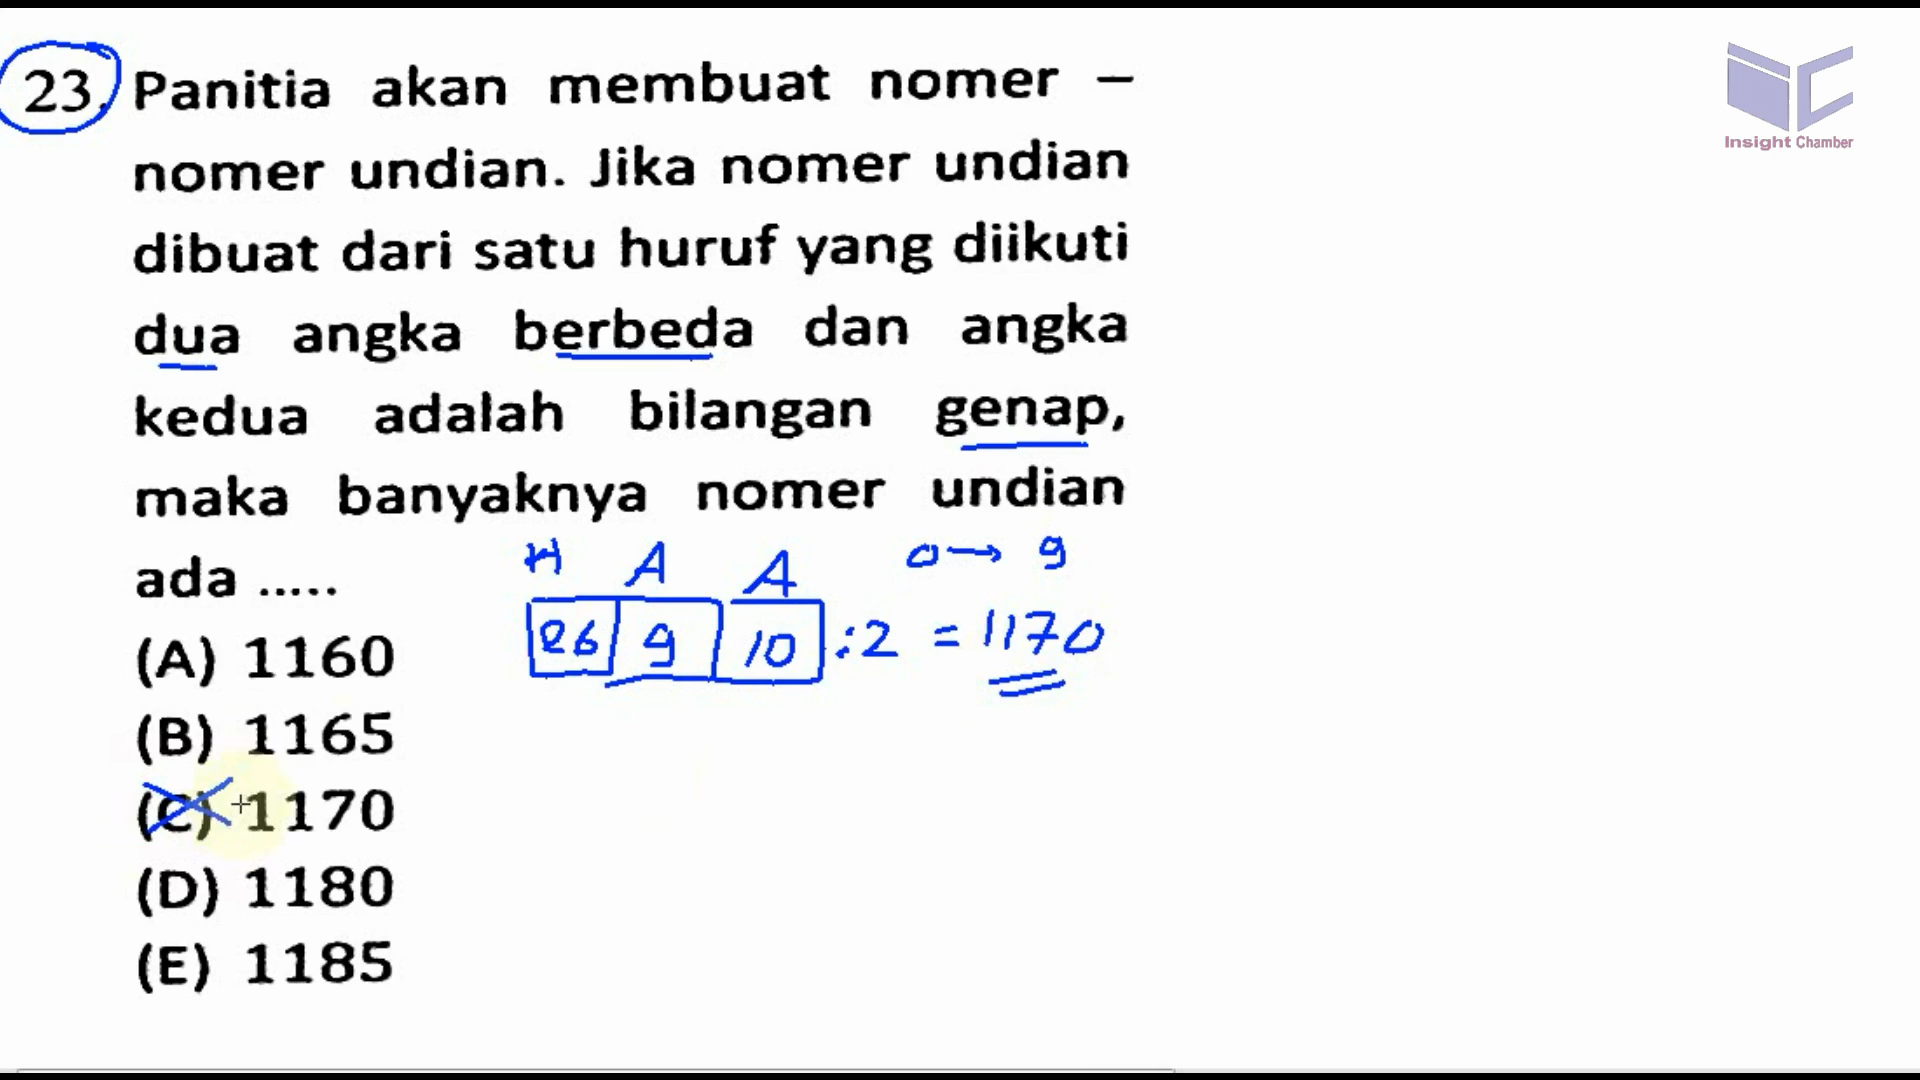 23. Panitia akan membuat nomer –
nomer undian. Jika nomer undian
dibuat dari satu huruf yang diikuti
dua angka berbeda dan angka
kedua adalah bilangan genap,
maka banyaknya nomer undian
ada .....
H A A 0 → 9
26 9 10 :2 = 1170
(A) 1160
(B) 1165
(C) 1170
(D) 1180
(E) 1185
Insight Chamber